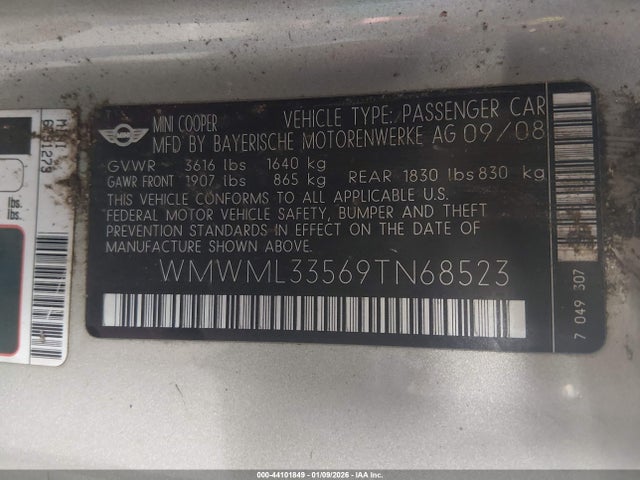 MINI COOPER VEHICLE TYPE: PASSENGER CAR
MFD BY BAYERISCHE MOTORENWERKE AG 09/08
GVWR 3616 lbs 1640 kg
GAWR FRONT 1907 lbs 865 kg REAR 1830 lbs 830 kg
THIS VEHICLE CONFORMS TO ALL APPLICABLE U.S.
FEDERAL MOTOR VEHICLE SAFETY, BUMPER AND THEFT
PREVENTION STANDARDS IN EFFECT ON THE DATE OF
MANUFACTURE SHOWN ABOVE.
WMWML33569TN68523
7 049 307
lbs.
lbs.
000-44101849 | 01/09/2026 | IAA Inc.